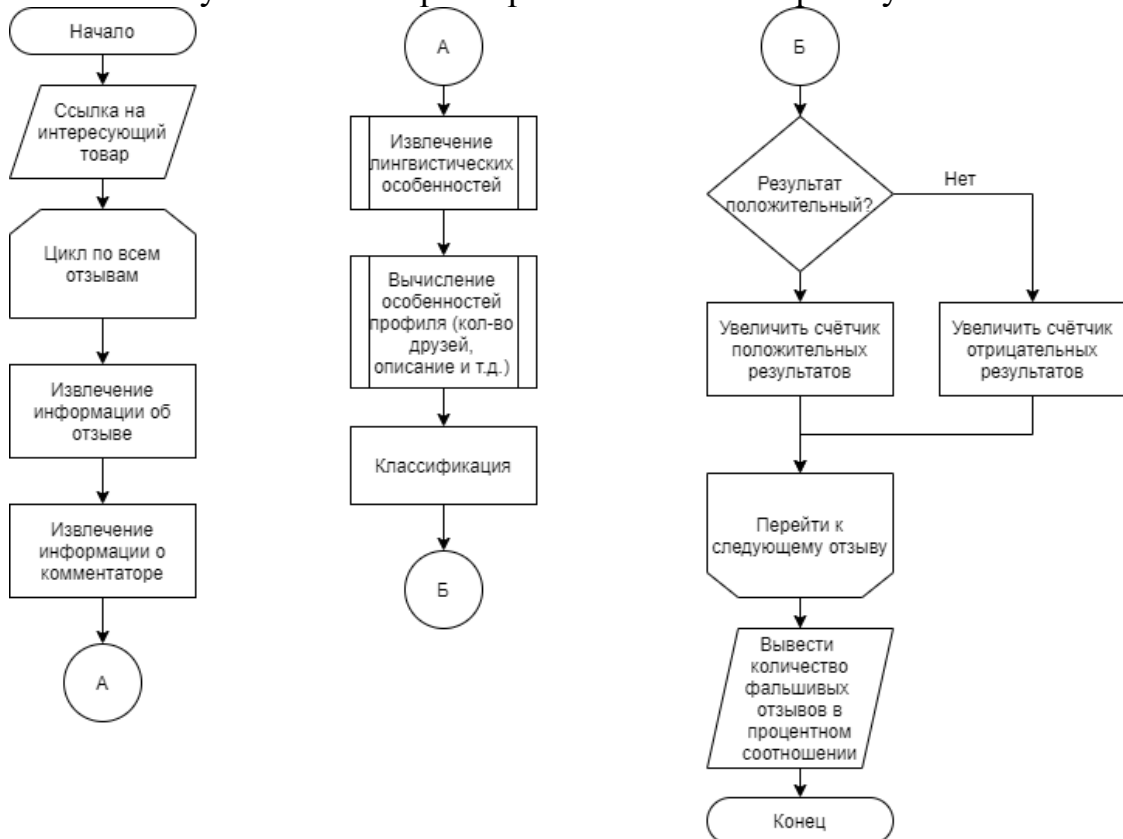 Начало
Ссылка на
интересующий
товар
Цикл по всем
отзывам
Извлечение
информации об
отзыве
Извлечение
информации о
комментаторе
А
А
Извлечение
лингвистических
особенностей
Вычисление
особенностей
профиля (кол-во
друзей,
описание и т.д.)
Классификация
Б
Б
Результат
положительный?
Нет
Увеличить счётчик
положительных
результатов
Увеличить счётчик
отрицательных
результатов
Перейти к
следующему отзыву
Вывести
количество
фальшивых
отзывов в
процентном
соотношении
Конец